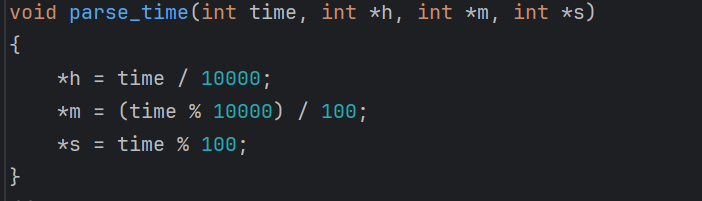 void parse_time(int time, int *h, int *m, int *s)
{
    *h = time / 10000;
    *m = (time % 10000) / 100;
    *s = time % 100;
}